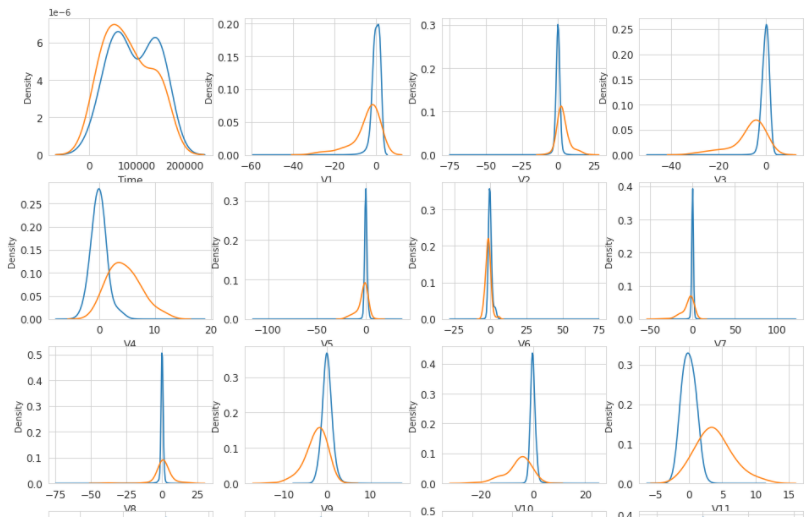 1e−6
6
4
2
0
Density
0 100000 200000
Time
0.20
0.15
0.10
0.05
0.00
Density
−60 −40 −20 0
V1
0.3
0.2
0.1
0.0
Density
−75 −50 −25 0 25
V2
0.25
0.20
0.15
0.10
0.05
0.00
Density
−40 −20 0
V3
0.25
0.20
0.15
0.10
0.05
0.00
Density
0 10 19
V4
0.3
0.2
0.1
0.0
Density
−100 −50 0
V5
0.3
0.2
0.1
0.0
Density
−25 0 25 50 75
V6
0.4
0.3
0.2
0.1
0.0
Density
−50 0 50 100
V7
0.5
0.4
0.3
0.2
0.1
0.0
Density
−75 −50 −25 0 25
V8
0.3
0.2
0.1
0.0
Density
−10 0 10
V9
0.4
0.3
0.2
0.1
0.0
Density
−20 0 20
V10
0.3
0.2
0.1
0.0
Density
−5 0 5 10 15
V11
0.5
0.4